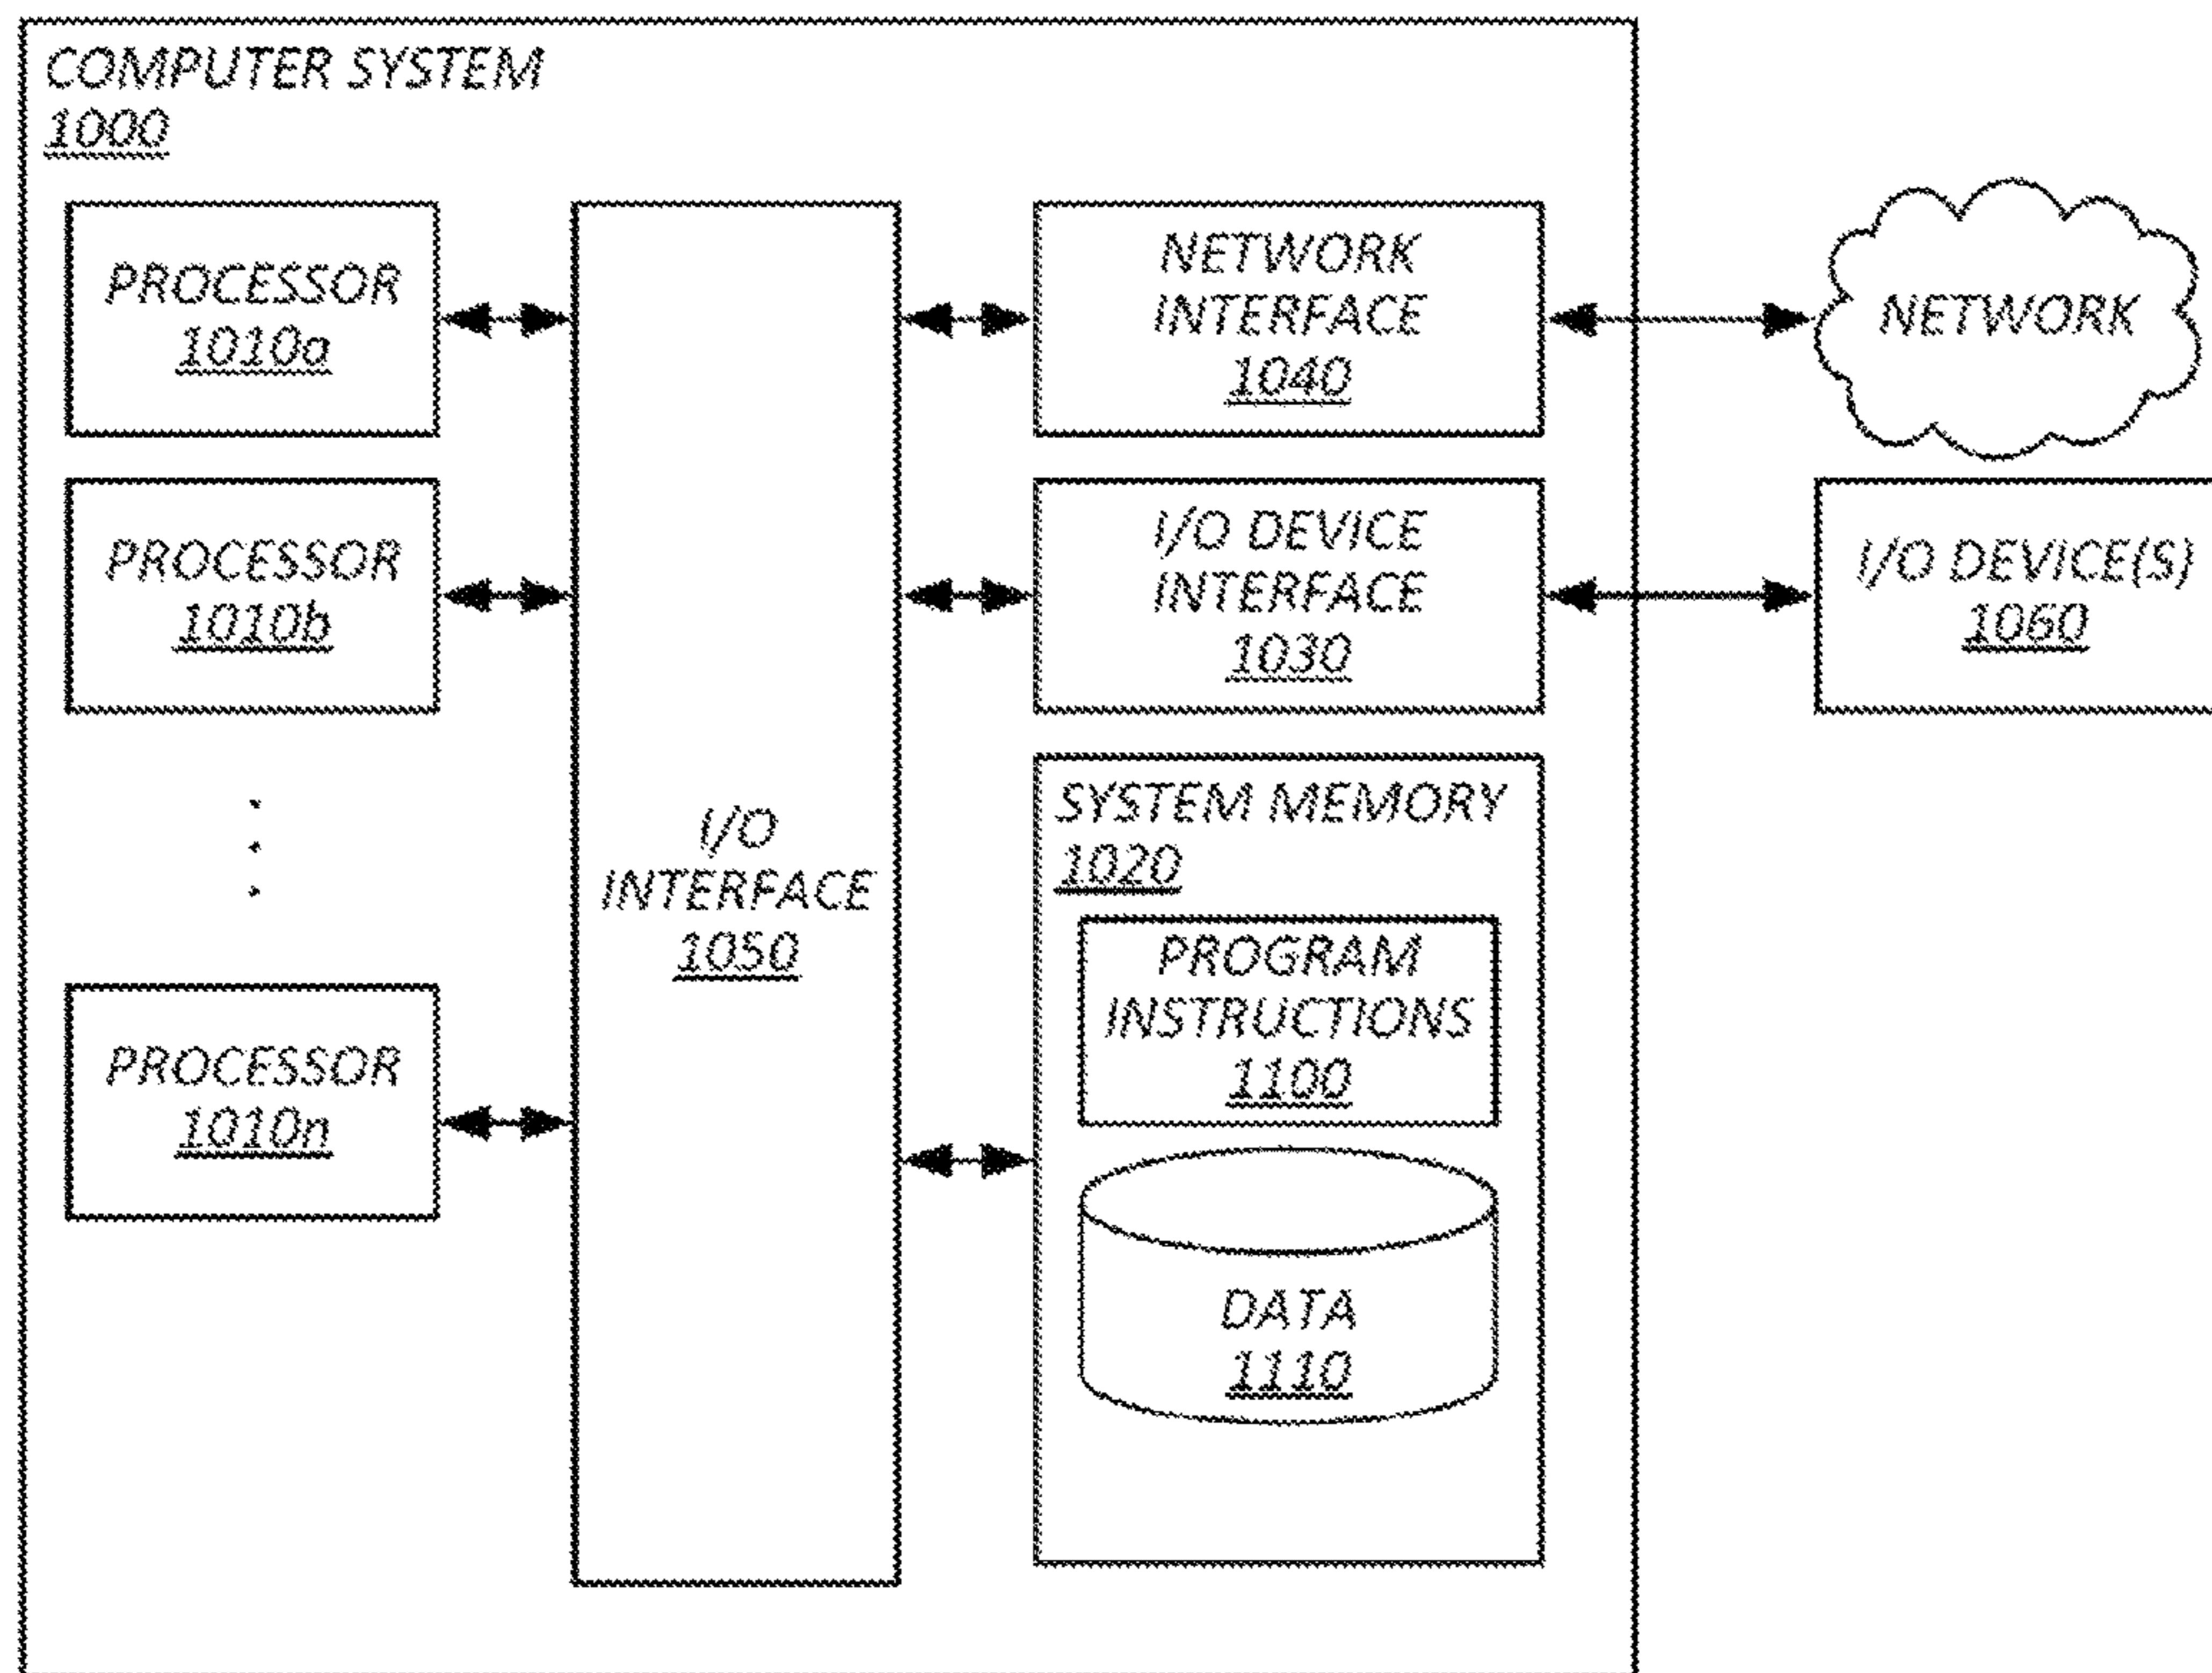 COMPUTER SYSTEM
1000
PROCESSOR
1010a
PROCESSOR
1010b
PROCESSOR
1010n
I/O
INTERFACE
1050
NETWORK
INTERFACE
1040
I/O DEVICE
INTERFACE
1030
SYSTEM MEMORY
1020
PROGRAM
INSTRUCTIONS
1100
DATA
1110
NETWORK
I/O DEVICE(S)
1060